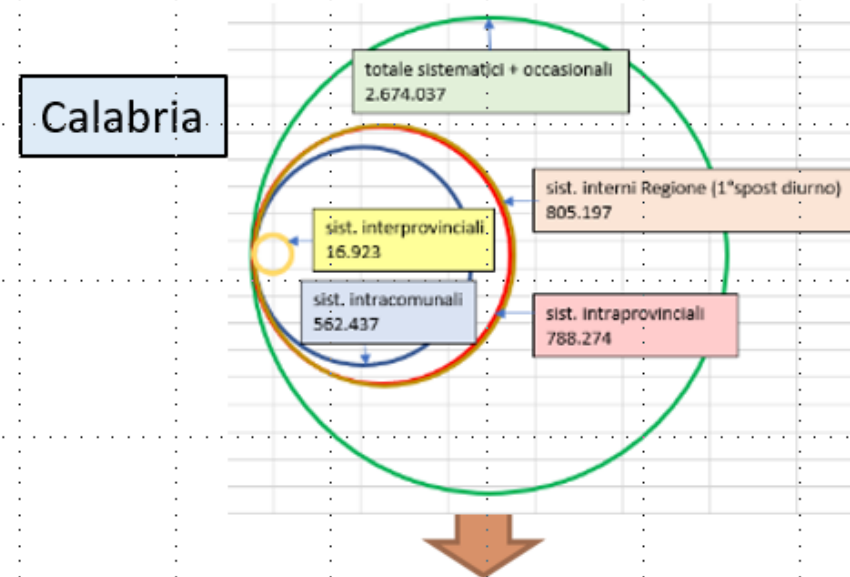 totale sistematici + occasionali
2.674.037
Calabria
sist. interni Regione (1°spost diurno)
805.197
sist. interprovinciali
16.923
sist. intracomunali
562.437
sist. intraprovinciali
788.274